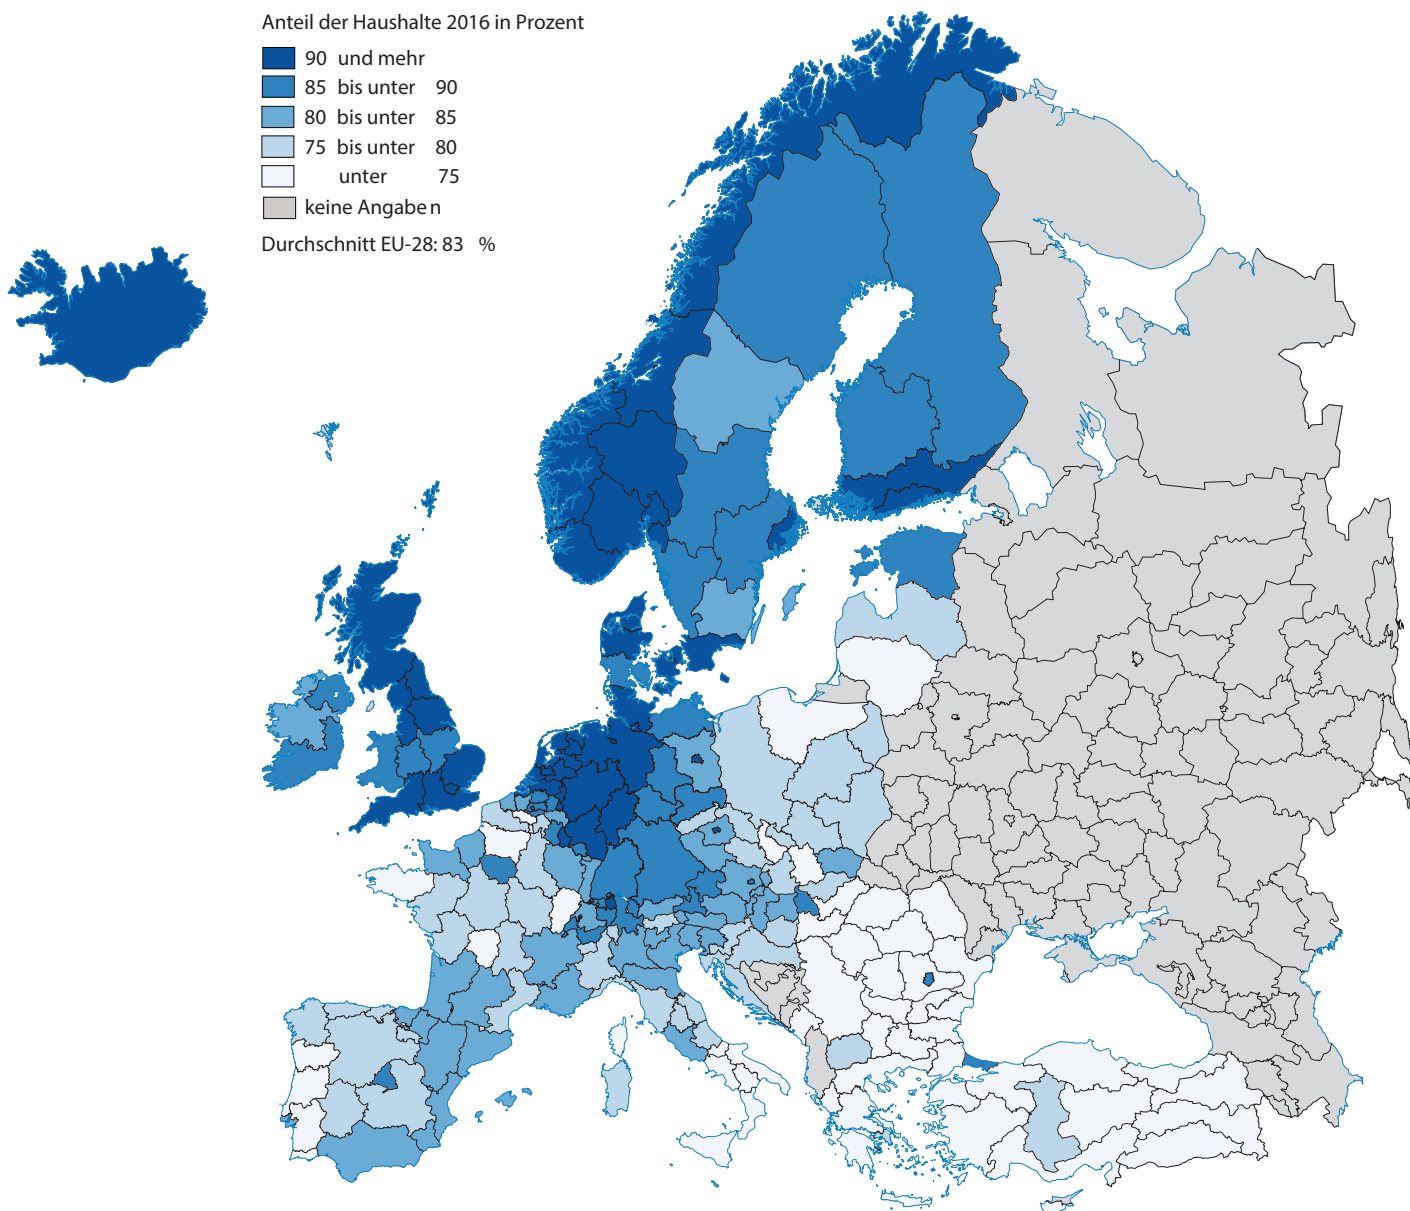 Anteil der Haushalte 2016 in Prozent
90 und mehr
85 bis unter 90
80 bis unter 85
75 bis unter 80
unter 75
keine Angaben
Durchschnitt EU-28: 83 %